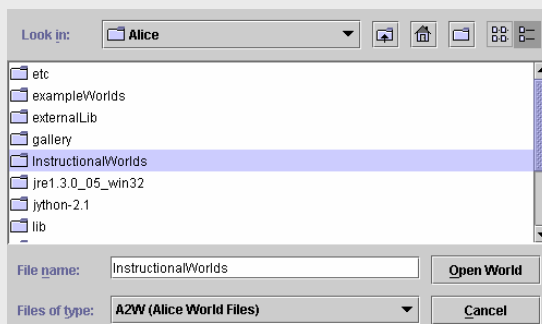 Look in: Alice
etc
exampleWorlds
externalLib
gallery
InstructionalWorlds
jre1.3.0_05_win32
jython-2.1
lib
File name: InstructionalWorlds Open World
Files of type: A2W (Alice World Files) Cancel